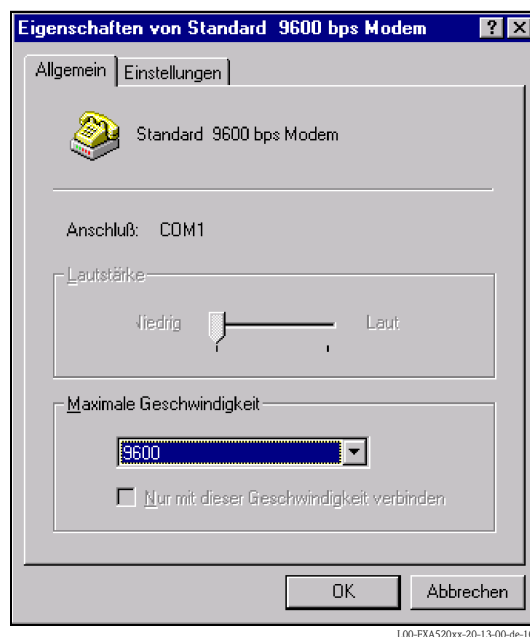 Eigenschaften von Standard 9600 bps Modem
Allgemein
Einstellungen
Standard 9600 bps Modem
Anschluß: COM1
Lautstärke
Niedrig
Laut
Maximale Geschwindigkeit
9600
Nur mit dieser Geschwindigkeit verbinden
OK
Abbrechen